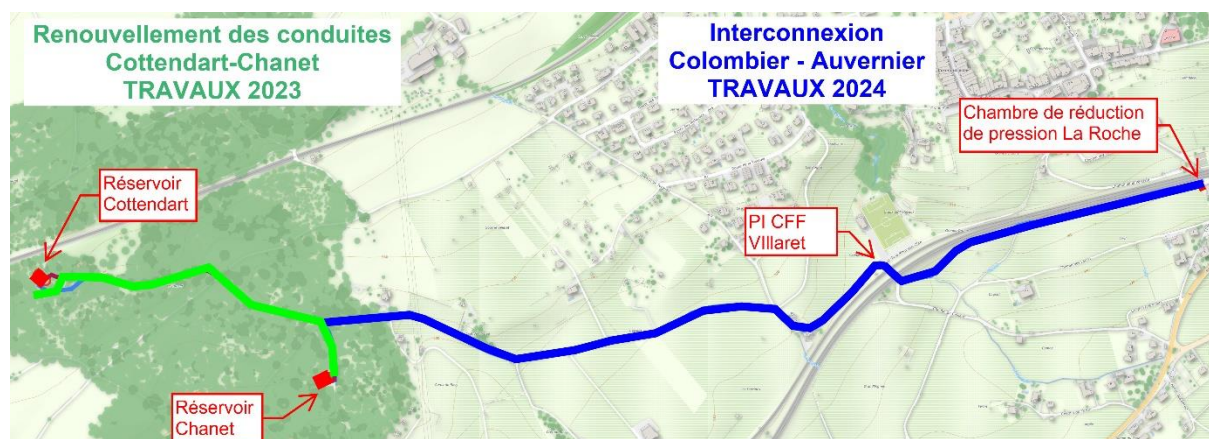 Renouvellement des conduites
Cottendart-Chanet
TRAVAUX 2023
Interconnexion
Colombier - Auvernier
TRAVAUX 2024
Chambre de réduction
de pression La Roche
Réservoir
Cottendart
PI CFF
VIllaret
Réservoir
Chanet